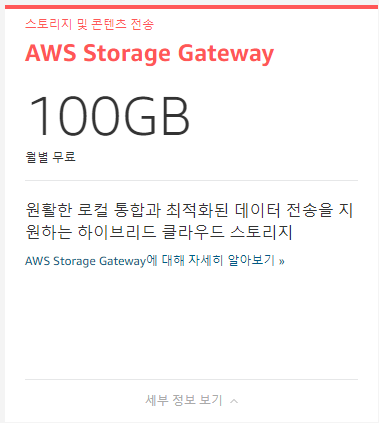 스토리지 및 콘텐츠 전송
AWS Storage Gateway
100GB
월별 무료
원활한 로컬 통합과 최적화된 데이터 전송을 지
원하는 하이브리드 클라우드 스토리지
AWS Storage Gateway에 대해 자세히 알아보기 »
세부 정보 보기